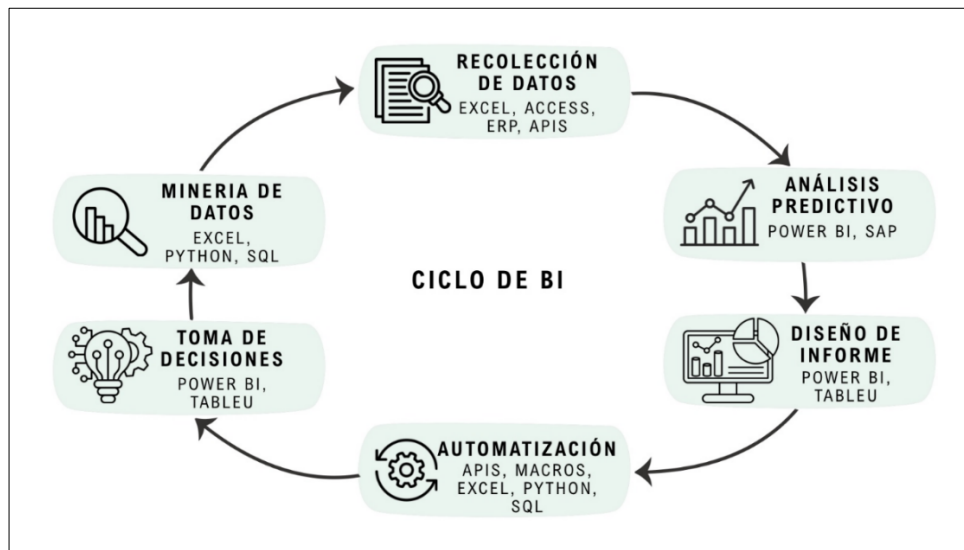 RECOLECCIÓN
DE DATOS
EXCEL, ACCESS,
ERP, APIS
ANÁLISIS
PREDICTIVO
POWER BI, SAP
DISEÑO DE
INFORME
POWER BI,
TABLEU
AUTOMATIZACIÓN
APIS, MACROS,
EXCEL, PYTHON,
SQL
TOMA DE
DECISIONES
POWER BI,
TABLEU
MINERIA DE
DATOS
EXCEL,
PYTHON, SQL
CICLO DE BI